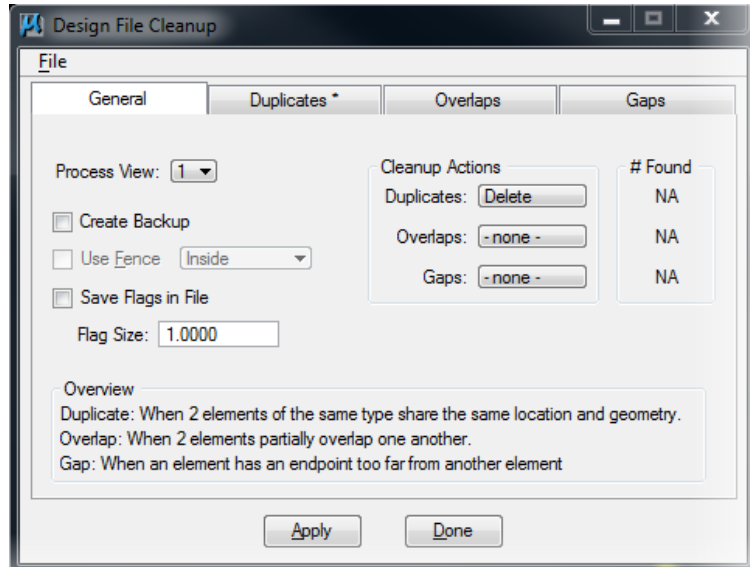 Design File Cleanup
File
General
Duplicates *
Overlaps
Gaps
Process View: 1
Create Backup
Use Fence Inside
Save Flags in File
Flag Size: 1.0000
Cleanup Actions
Duplicates: Delete
Overlaps: - none -
Gaps: - none -
# Found
NA
NA
NA
Overview
Duplicate: When 2 elements of the same type share the same location and geometry.
Overlap: When 2 elements partially overlap one another.
Gap: When an element has an endpoint too far from another element
Apply
Done